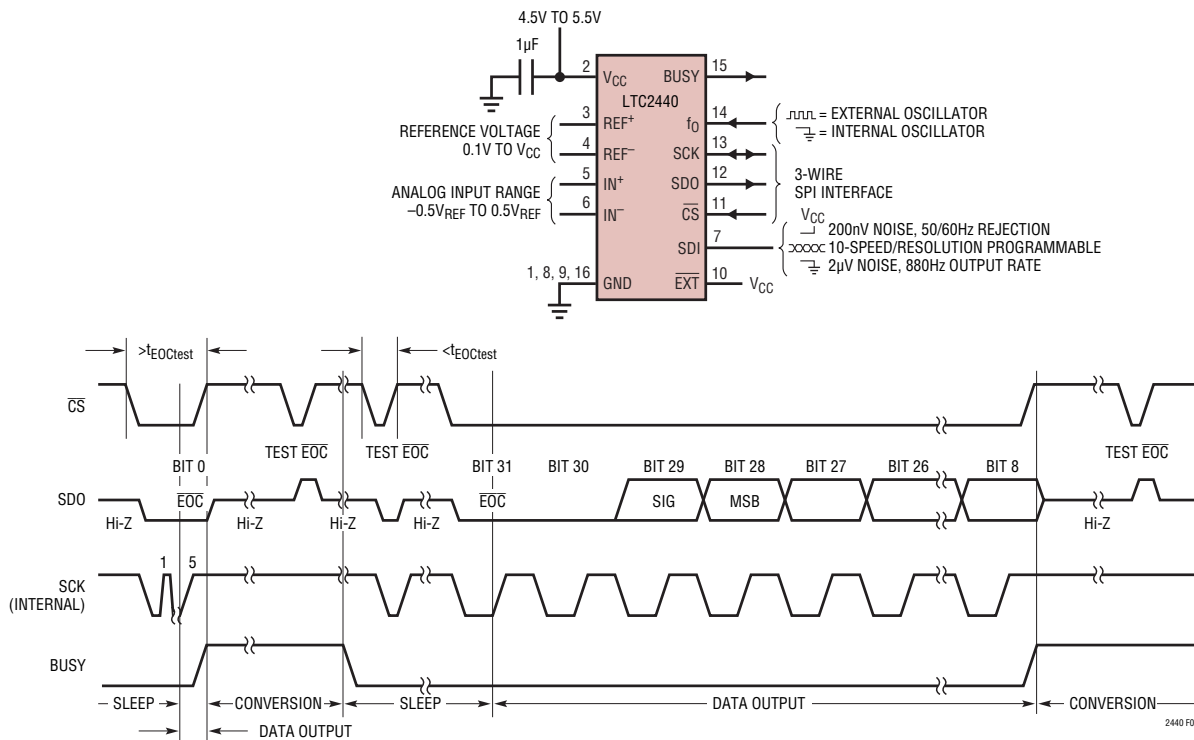 4.5V TO 5.5V
1µF
2 VCC BUSY 15
LTC2440
REFERENCE VOLTAGE
0.1V TO VCC
3 REF+ fO 14
= EXTERNAL OSCILLATOR
= INTERNAL OSCILLATOR
4 REF– SCK 13
ANALOG INPUT RANGE
–0.5VREF TO 0.5VREF
5 IN+ SDO 12
3-WIRE
SPI INTERFACE
6 IN– CS 11
SDI 7
VCC
200nV NOISE, 50/60Hz REJECTION
10-SPEED/RESOLUTION PROGRAMMABLE
2µV NOISE, 880Hz OUTPUT RATE
1, 8, 9, 16 GND EXT 10 VCC
>tEOCtest <tEOCtest
CS
TEST EOC TEST EOC TEST EOC
BIT 0 BIT 31 BIT 30 BIT 29 BIT 28 BIT 27 BIT 26 BIT 8
SDO EOC EOC SIG MSB
Hi-Z Hi-Z Hi-Z Hi-Z Hi-Z
1 5
SCK
(INTERNAL)
BUSY
SLEEP CONVERSION SLEEP DATA OUTPUT CONVERSION
DATA OUTPUT
2440 F0